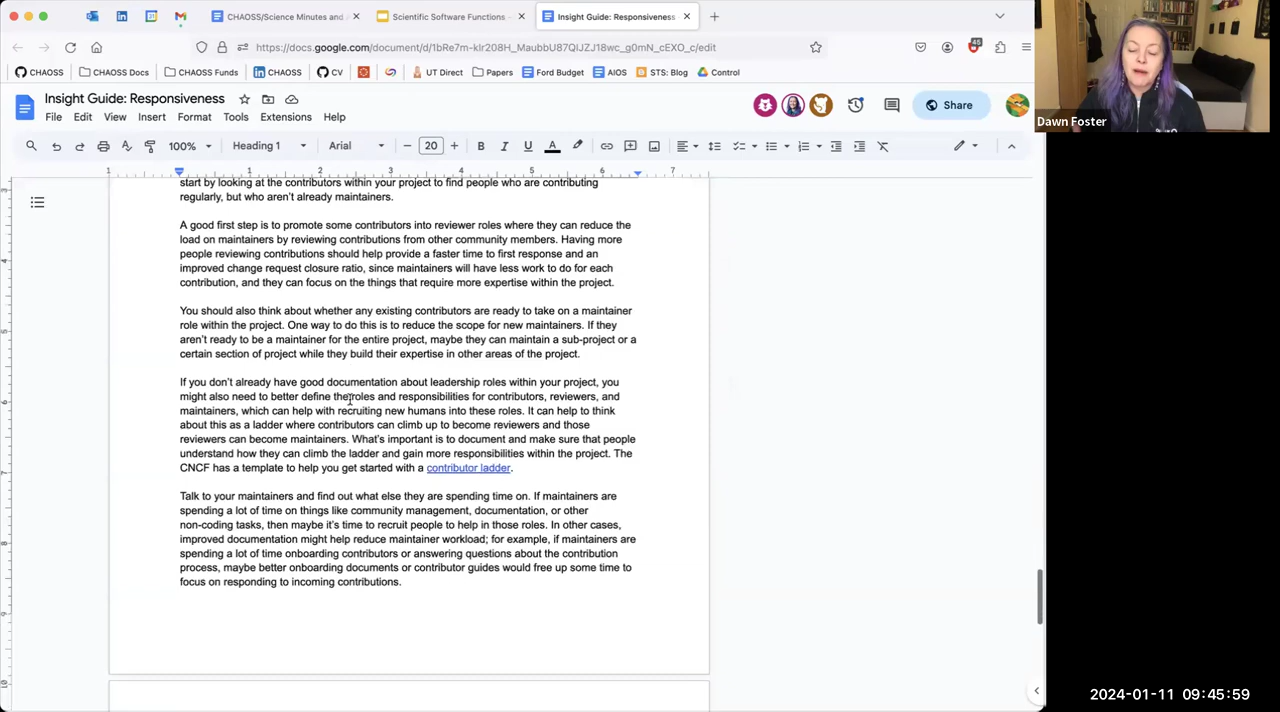 CHAOSS/Science Minutes and
Scientific Software Functions -
Insight Guide: Responsiveness
https://docs.google.com/document/d/1bRe7m-klr208H_MaubbU87QIJZJ18wc_g0mN_cEXO_c/edit
45
CHAOSS
CHAOSS Docs
CHAOSS Funds
CHAOSS
CV
UT Direct
Papers
Ford Budget
AIOS
STS: Blog
Control
Insight Guide: Responsiveness
File Edit View Insert Format Tools Extensions Help
Share
100% Heading 1 Arial 20 B I U A
1 1 2 3 4 5 6 7
start by looking at the contributors within your project to find people who are contributing
regularly, but who aren't already maintainers.
A good first step is to promote some contributors into reviewer roles where they can reduce the
load on maintainers by reviewing contributions from other community members. Having more
people reviewing contributions should help provide a faster time to first response and an
improved change request closure ratio, since maintainers will have less work to do for each
contribution, and they can focus on the things that require more expertise within the project.
You should also think about whether any existing contributors are ready to take on a maintainer
role within the project. One way to do this is to reduce the scope for new maintainers. If they
aren't ready to be a maintainer for the entire project, maybe they can maintain a sub-project or a
certain section of project while they build their expertise in other areas of the project.
If you don't already have good documentation about leadership roles within your project, you
might also need to better define the roles and responsibilities for contributors, reviewers, and
maintainers, which can help with recruiting new humans into these roles. It can help to think
about this as a ladder where contributors can climb up to become reviewers and those
reviewers can become maintainers. What's important is to document and make sure that people
understand how they can climb the ladder and gain more responsibilities within the project. The
CNCF has a template to help you get started with a contributor ladder.
Talk to your maintainers and find out what else they are spending time on. If maintainers are
spending a lot of time on things like community management, documentation, or other
non-coding tasks, then maybe it's time to recruit people to help in those roles. In other cases,
improved documentation might help reduce maintainer workload; for example, if maintainers are
spending a lot of time onboarding contributors or answering questions about the contribution
process, maybe better onboarding documents or contributor guides would free up some time to
focus on responding to incoming contributions.
Dawn Foster
2024-01-11 09:45:59